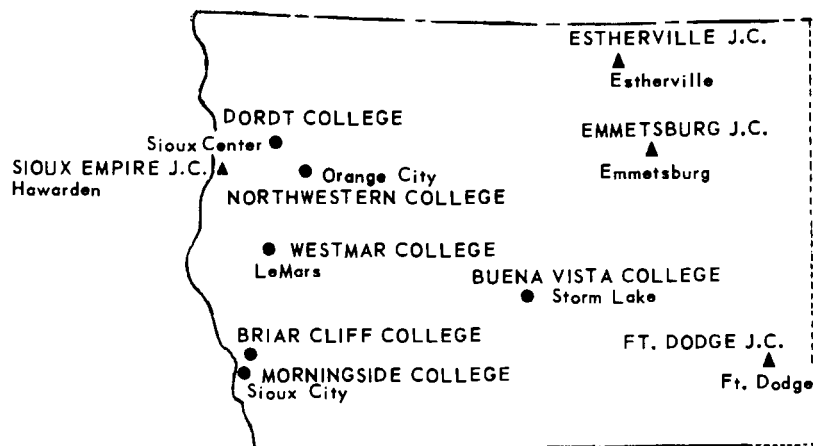 ESTHERVILLE J.C.
Estherville
DORDT COLLEGE
Sioux Center
EMMETSBURG J.C.
Emmetsburg
SIOUX EMPIRE J.C.
Hawarden
Orange City
NORTHWESTERN COLLEGE
WESTMAR COLLEGE
LeMars
BUENA VISTA COLLEGE
Storm Lake
BRIAR CLIFF COLLEGE
MORNINGSIDE COLLEGE
Sioux City
FT. DODGE J.C.
Ft. Dodge